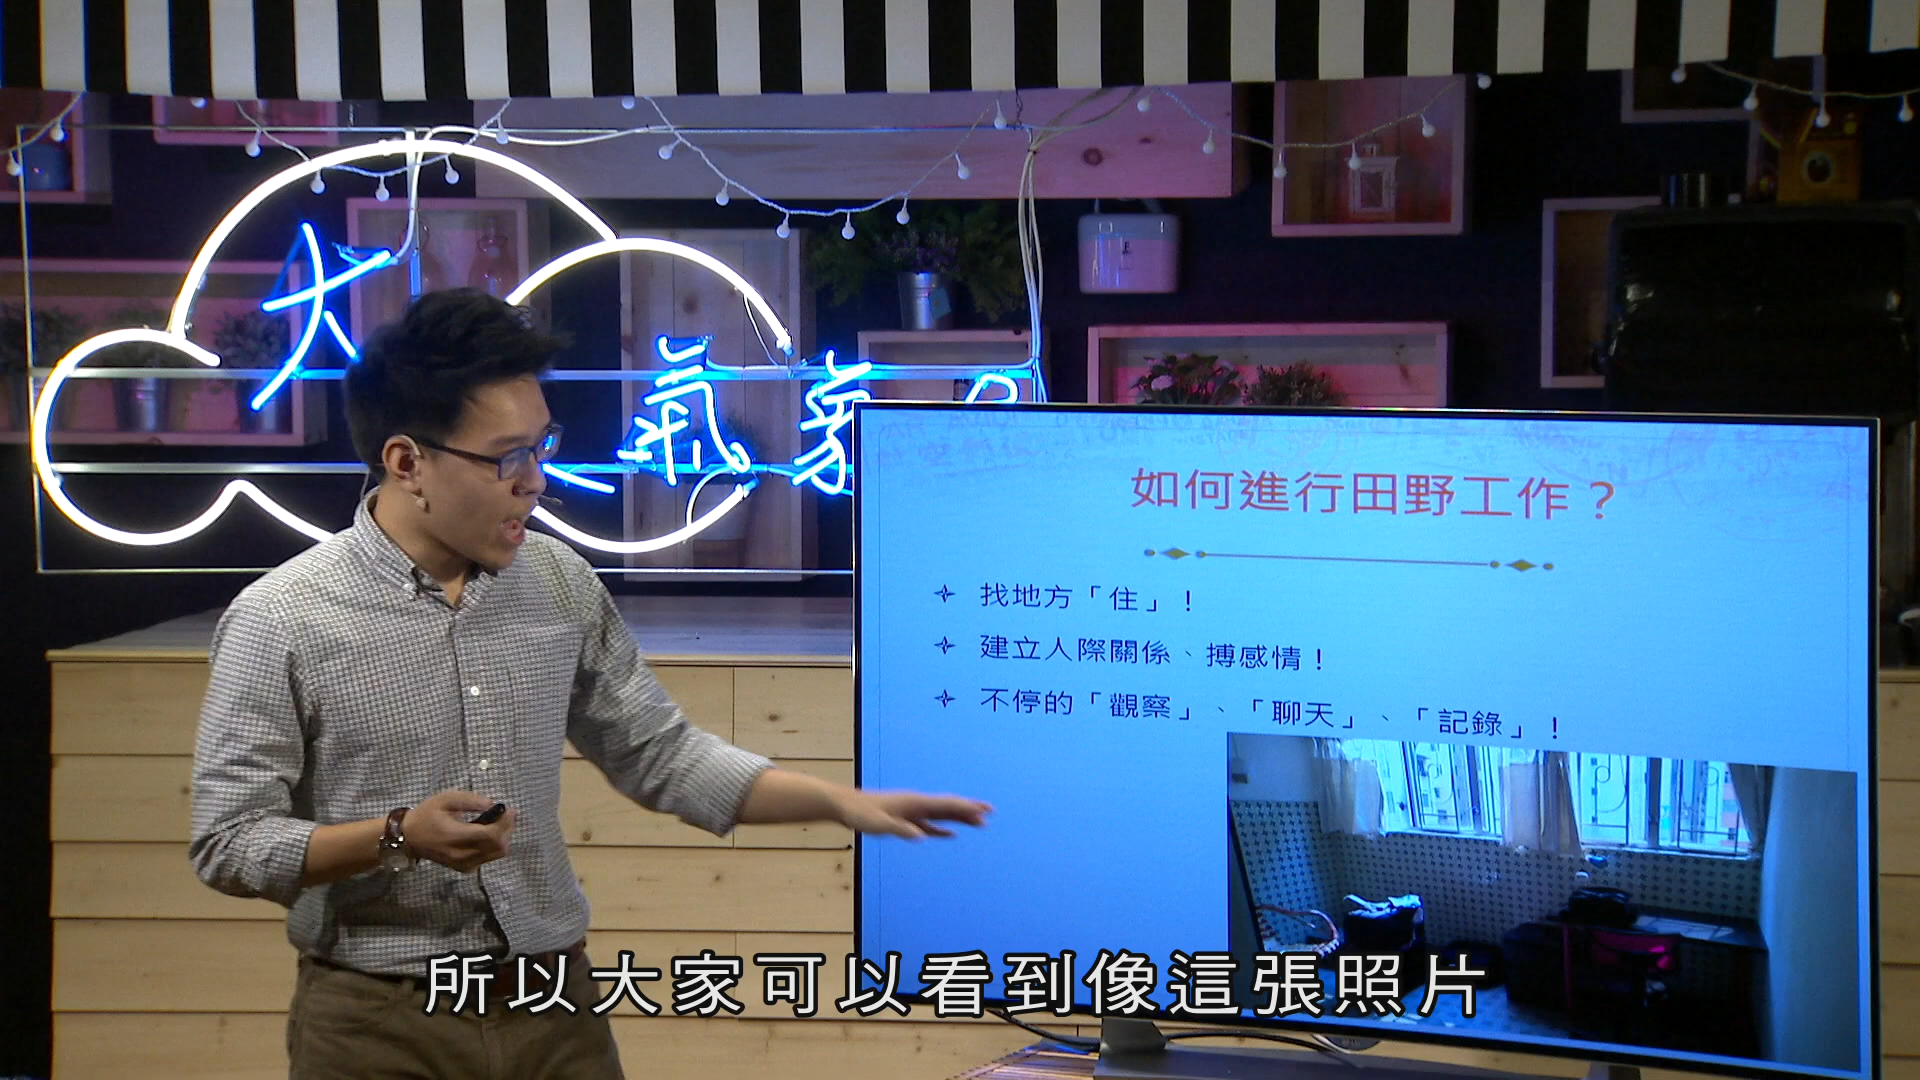 大
氣
如何進行田野工作？
找地方「住」！
建立人際關係、搏感情！
不停的「觀察」、「聊天」、「記錄」！
所以大家可以看到像這張照片